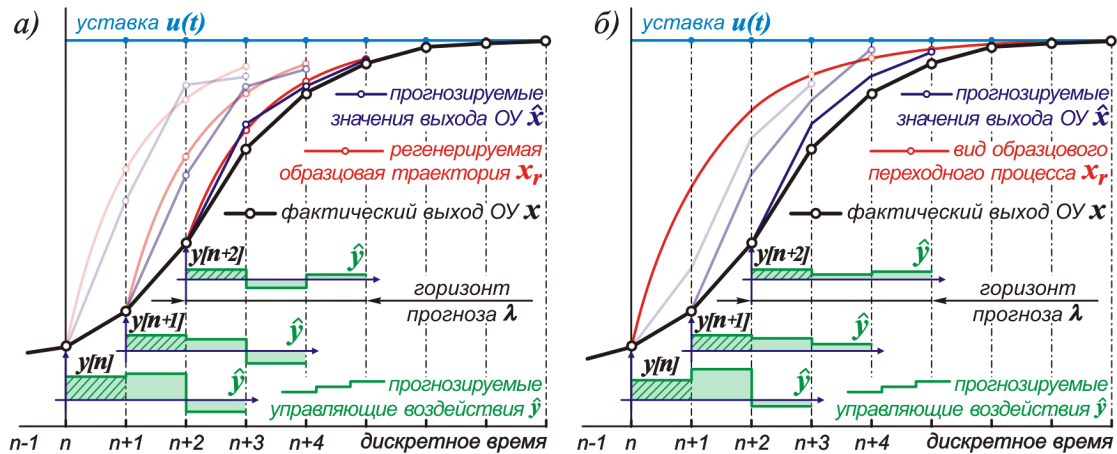 а)
уставка u(t)
прогнозируемые
значения выхода ОУ x̂
регенерируемая
образцовая траектория xᵣ
фактический выход ОУ x
y[n+2]
ŷ
горизонт
прогноза λ
y[n+1]
ŷ
y[n]
ŷ
прогнозируемые
управляющие воздействия ŷ
n-1 n n+1 n+2 n+3 n+4 дискретное время
б)
уставка u(t)
прогнозируемые
значения выхода ОУ x̂
вид образцового
переходного процесса xᵣ
фактический выход ОУ x
y[n+2]
ŷ
горизонт
прогноза λ
y[n+1]
ŷ
y[n]
ŷ
прогнозируемые
управляющие воздействия ŷ
n-1 n n+1 n+2 n+3 n+4 дискретное время